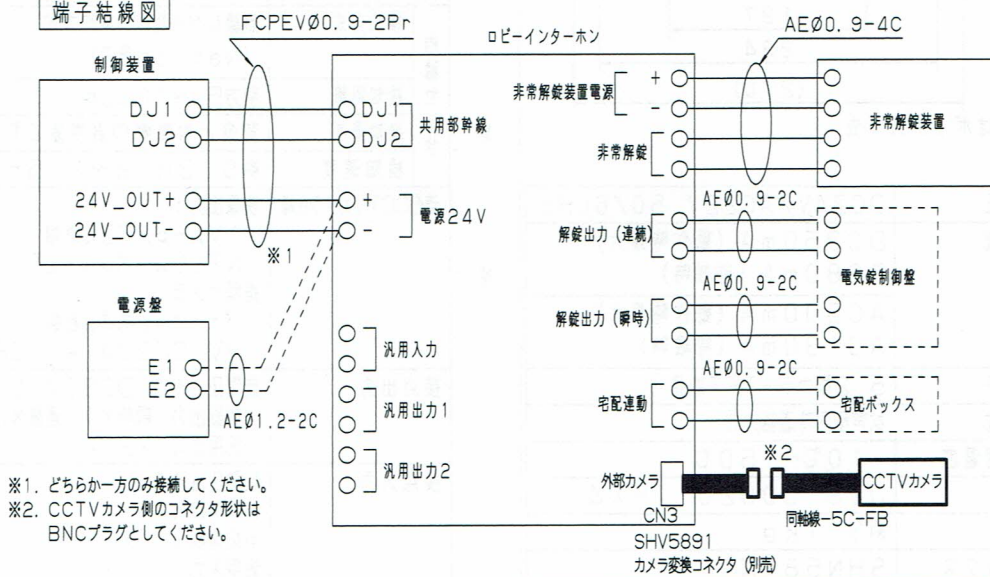 端子結線図
FCPEVØ0.9-2Pr
制御装置
DJ1
DJ2
24V_OUT+
24V_OUT-
※1
電源盤
E1
E2
AEØ1.2-2C
※1. どちらか一方のみ接続してください。
※2. CCTVカメラ側のコネクタ形状は
BNCプラグとしてください。
ロビーインターホン
DJ1
DJ2
共用部幹線
+
-
電源24V
汎用入力
汎用出力1
汎用出力2
非常解錠装置電源
+
-
非常解錠
解錠出力(連続)
解錠出力(瞬時)
宅配連動
外部カメラ
CN3
SHV5891
カメラ変換コネクタ(別売)
AEØ0.9-4C
非常解錠装置
AEØ0.9-2C
AEØ0.9-2C
電気錠制御盤
AEØ0.9-2C
宅配ボックス
※2
CCTVカメラ
同軸線-5C-FB